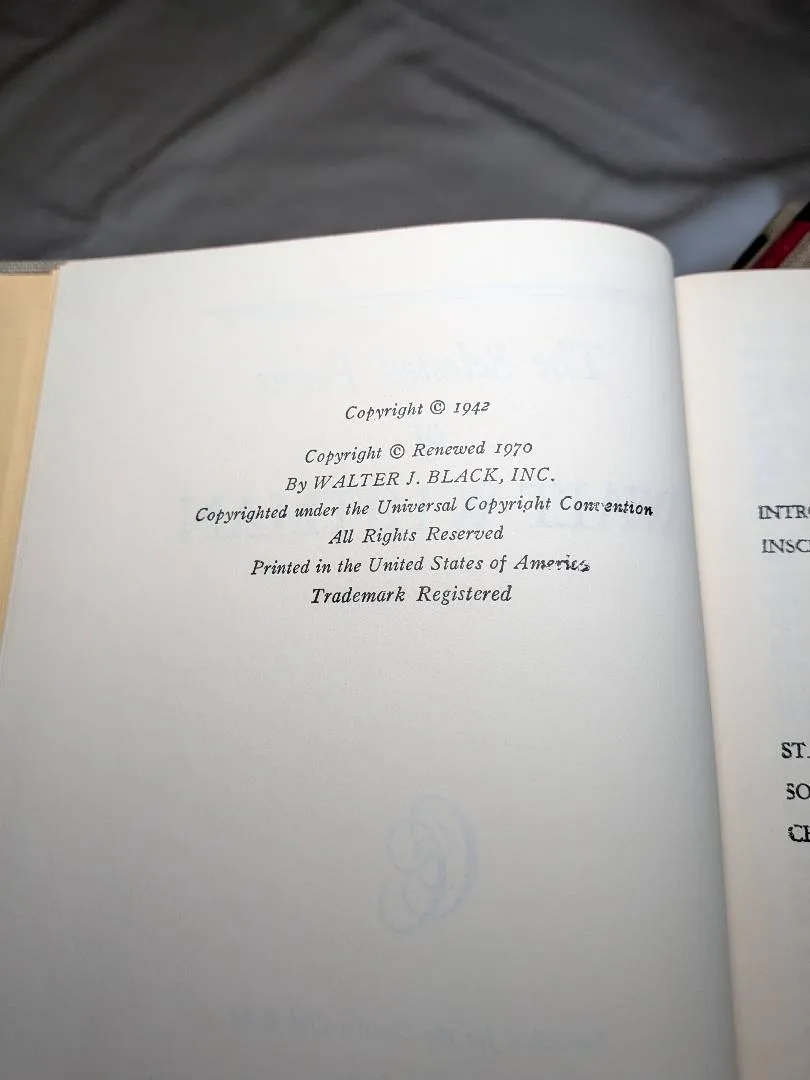 Copyright © 1942
Copyright © Renewed 1970
By WALTER J. BLACK, INC.
Copyrighted under the Universal Copyright Convention
All Rights Reserved
Printed in the United States of America
Trademark Registered
INTR
INSC
ST.
SO
CH